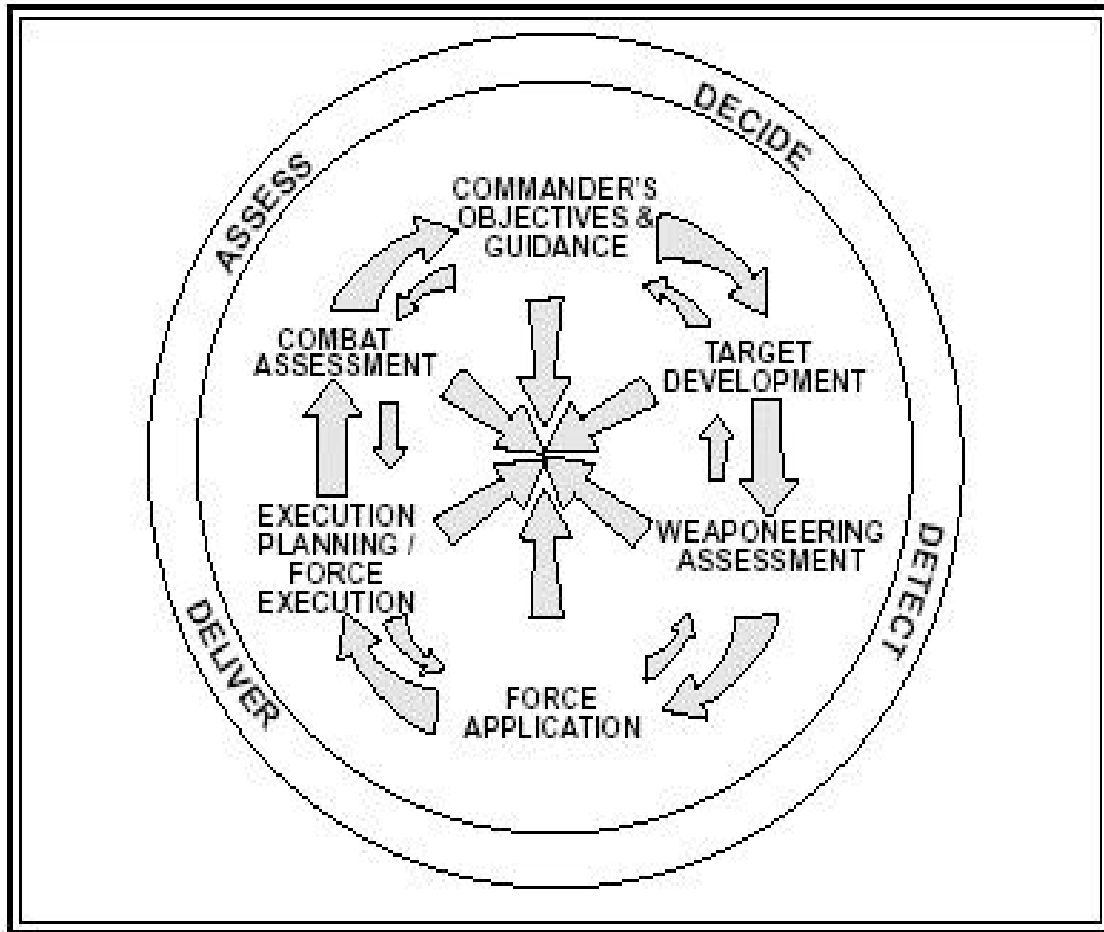 DECIDE
ASSESS
COMMANDER'S
OBJECTIVES &
GUIDANCE
COMBAT
ASSESSMENT
TARGET
DEVELOPMENT
EXECUTION
PLANNING /
FORCE
EXECUTION
WEAPONEERING
ASSESSMENT
DETECT
DELIVER
FORCE
APPLICATION